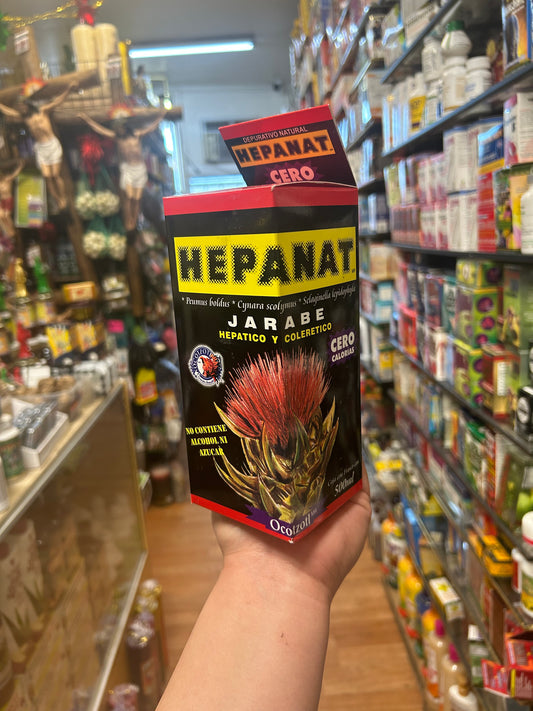 DEPURATIVO NATURAL
HEPANAT
CERO
HEPANAT
* Peumus boldus * Cynara scolymus * Selaginella lepidophylla
JARABE
HEPATICO Y COLERETICO
CERO
CALORIAS
NO CONTIENE
ALCOHOL NI
AZUCAR
500ml
Ocotzotl